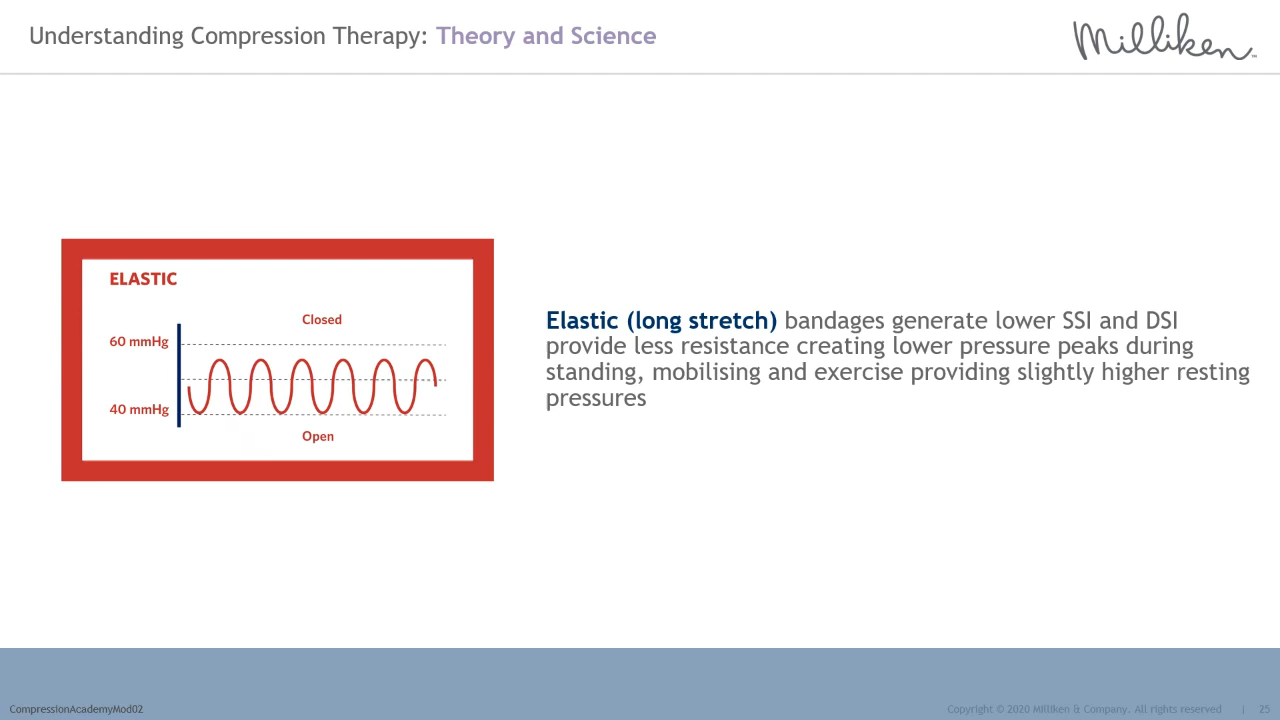 Understanding Compression Therapy: Theory and Science
Milliken™
ELASTIC
Closed
60 mmHg
40 mmHg
Open
Elastic (long stretch) bandages generate lower SSI and DSI
provide less resistance creating lower pressure peaks during
standing, mobilising and exercise providing slightly higher resting
pressures
CompressionAcademyMod02
Copyright © 2020 Milliken & Company. All rights reserved | 25